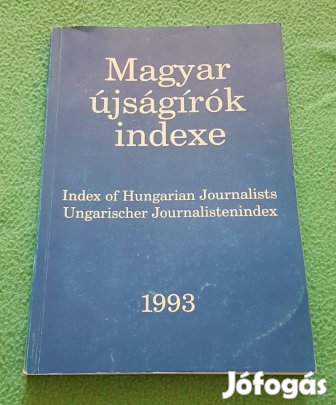 Magyar
újságírók
indexe
Index of Hungarian Journalists
Ungarischer Journalistenindex
1993
Jófogás